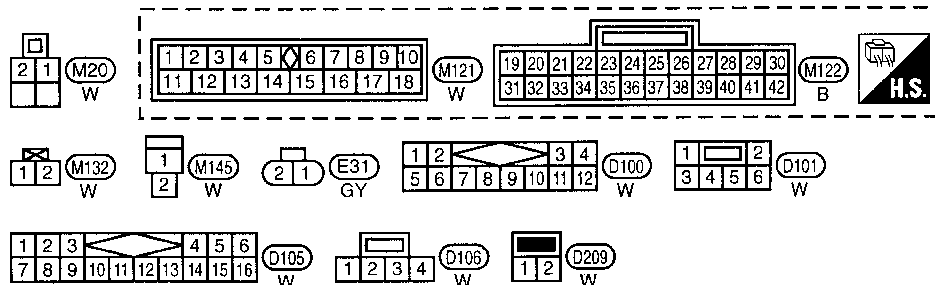 2 1
M20
W
1 2 3 4 5 6 7 8 9 10
11 12 13 14 15 16 17 18
M121
W
19 20 21 22 23 24 25 26 27 28 29 30
31 32 33 34 35 36 37 38 39 40 41 42
M122
B
H.S.
1 2
M132
W
1
2
M145
W
2 1
E31
GY
1 2 3 4
5 6 7 8 9 10 11 12
D100
W
1 2
3 4 5 6
D101
W
1 2 3 4 5 6
7 8 9 10 11 12 13 14 15 16
D105
W
1 2 3 4
D106
W
1 2
D209
W